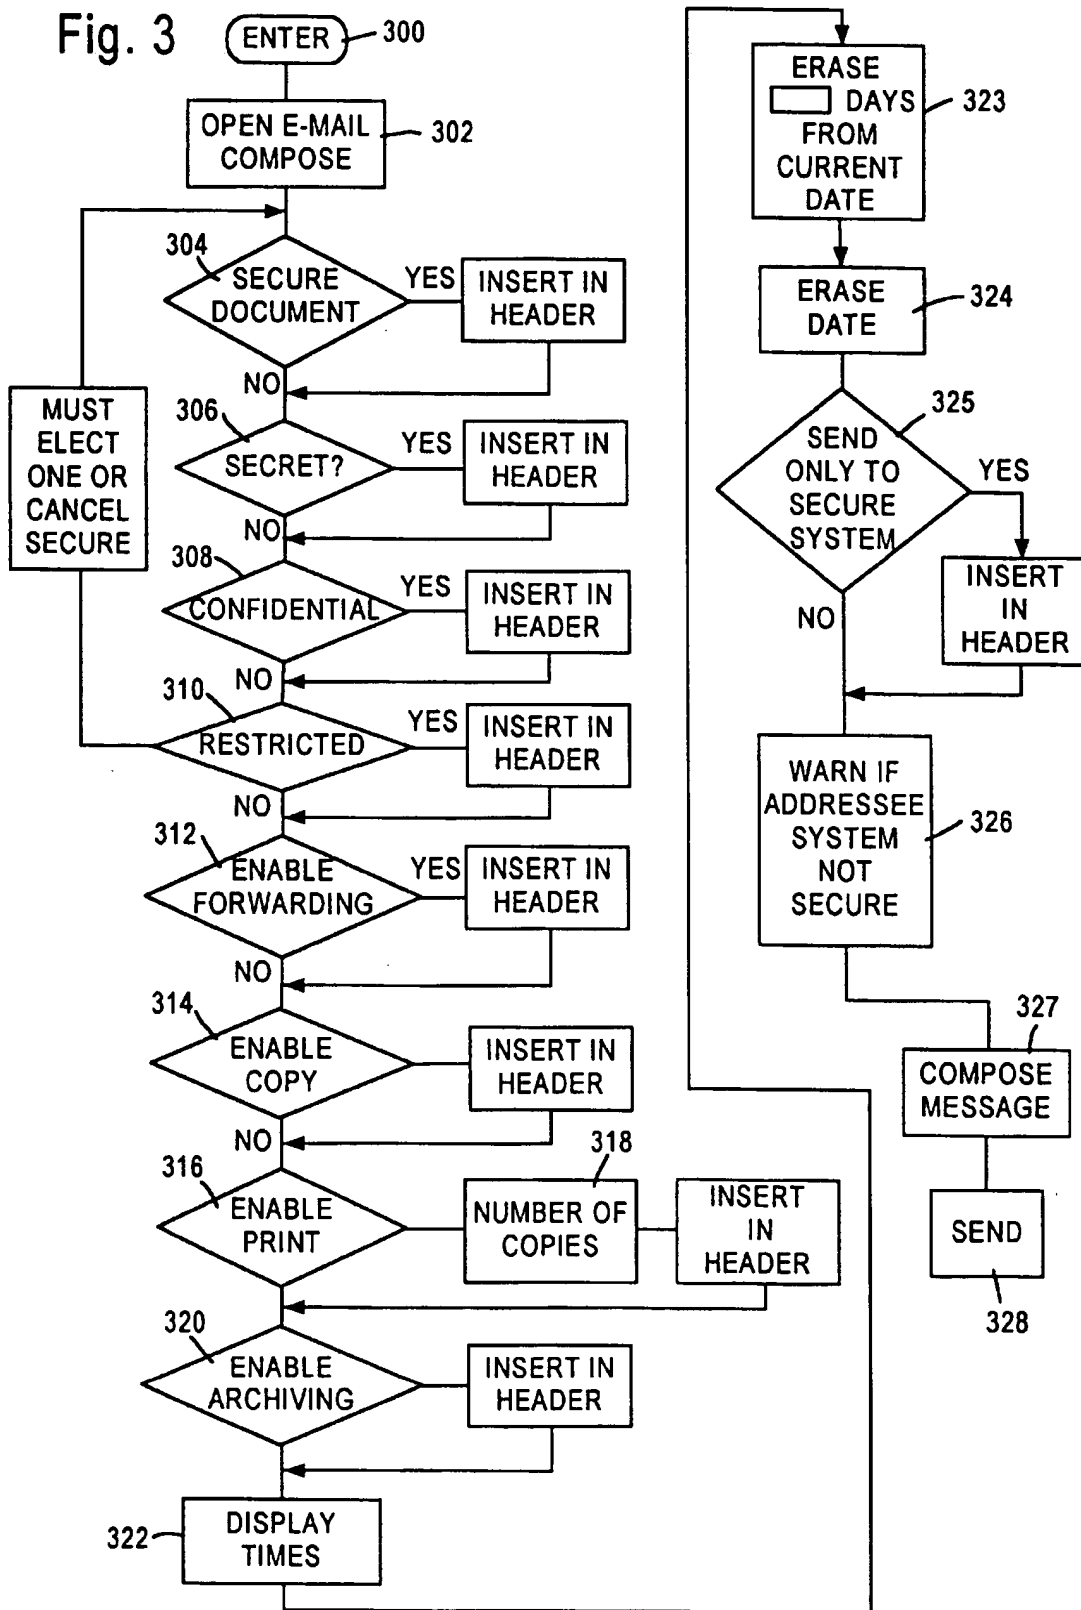 Fig. 3
ENTER
300
OPEN E-MAIL
COMPOSE
302
304
SECURE
DOCUMENT
YES
INSERT IN
HEADER
NO
MUST
ELECT
ONE OR
CANCEL
SECURE
306
SECRET?
YES
INSERT IN
HEADER
NO
308
CONFIDENTIAL
YES
INSERT IN
HEADER
NO
310
RESTRICTED
YES
INSERT IN
HEADER
NO
312
ENABLE
FORWARDING
YES
INSERT IN
HEADER
NO
314
ENABLE
COPY
INSERT IN
HEADER
NO
316
ENABLE
PRINT
318
NUMBER OF
COPIES
INSERT
IN
HEADER
320
ENABLE
ARCHIVING
INSERT IN
HEADER
322
DISPLAY
TIMES
ERASE
DAYS
FROM
CURRENT
DATE
323
ERASE
DATE
324
325
SEND
ONLY TO
SECURE
SYSTEM
YES
INSERT
IN
HEADER
NO
WARN IF
ADDRESSEE
SYSTEM
NOT
SECURE
326
327
COMPOSE
MESSAGE
SEND
328